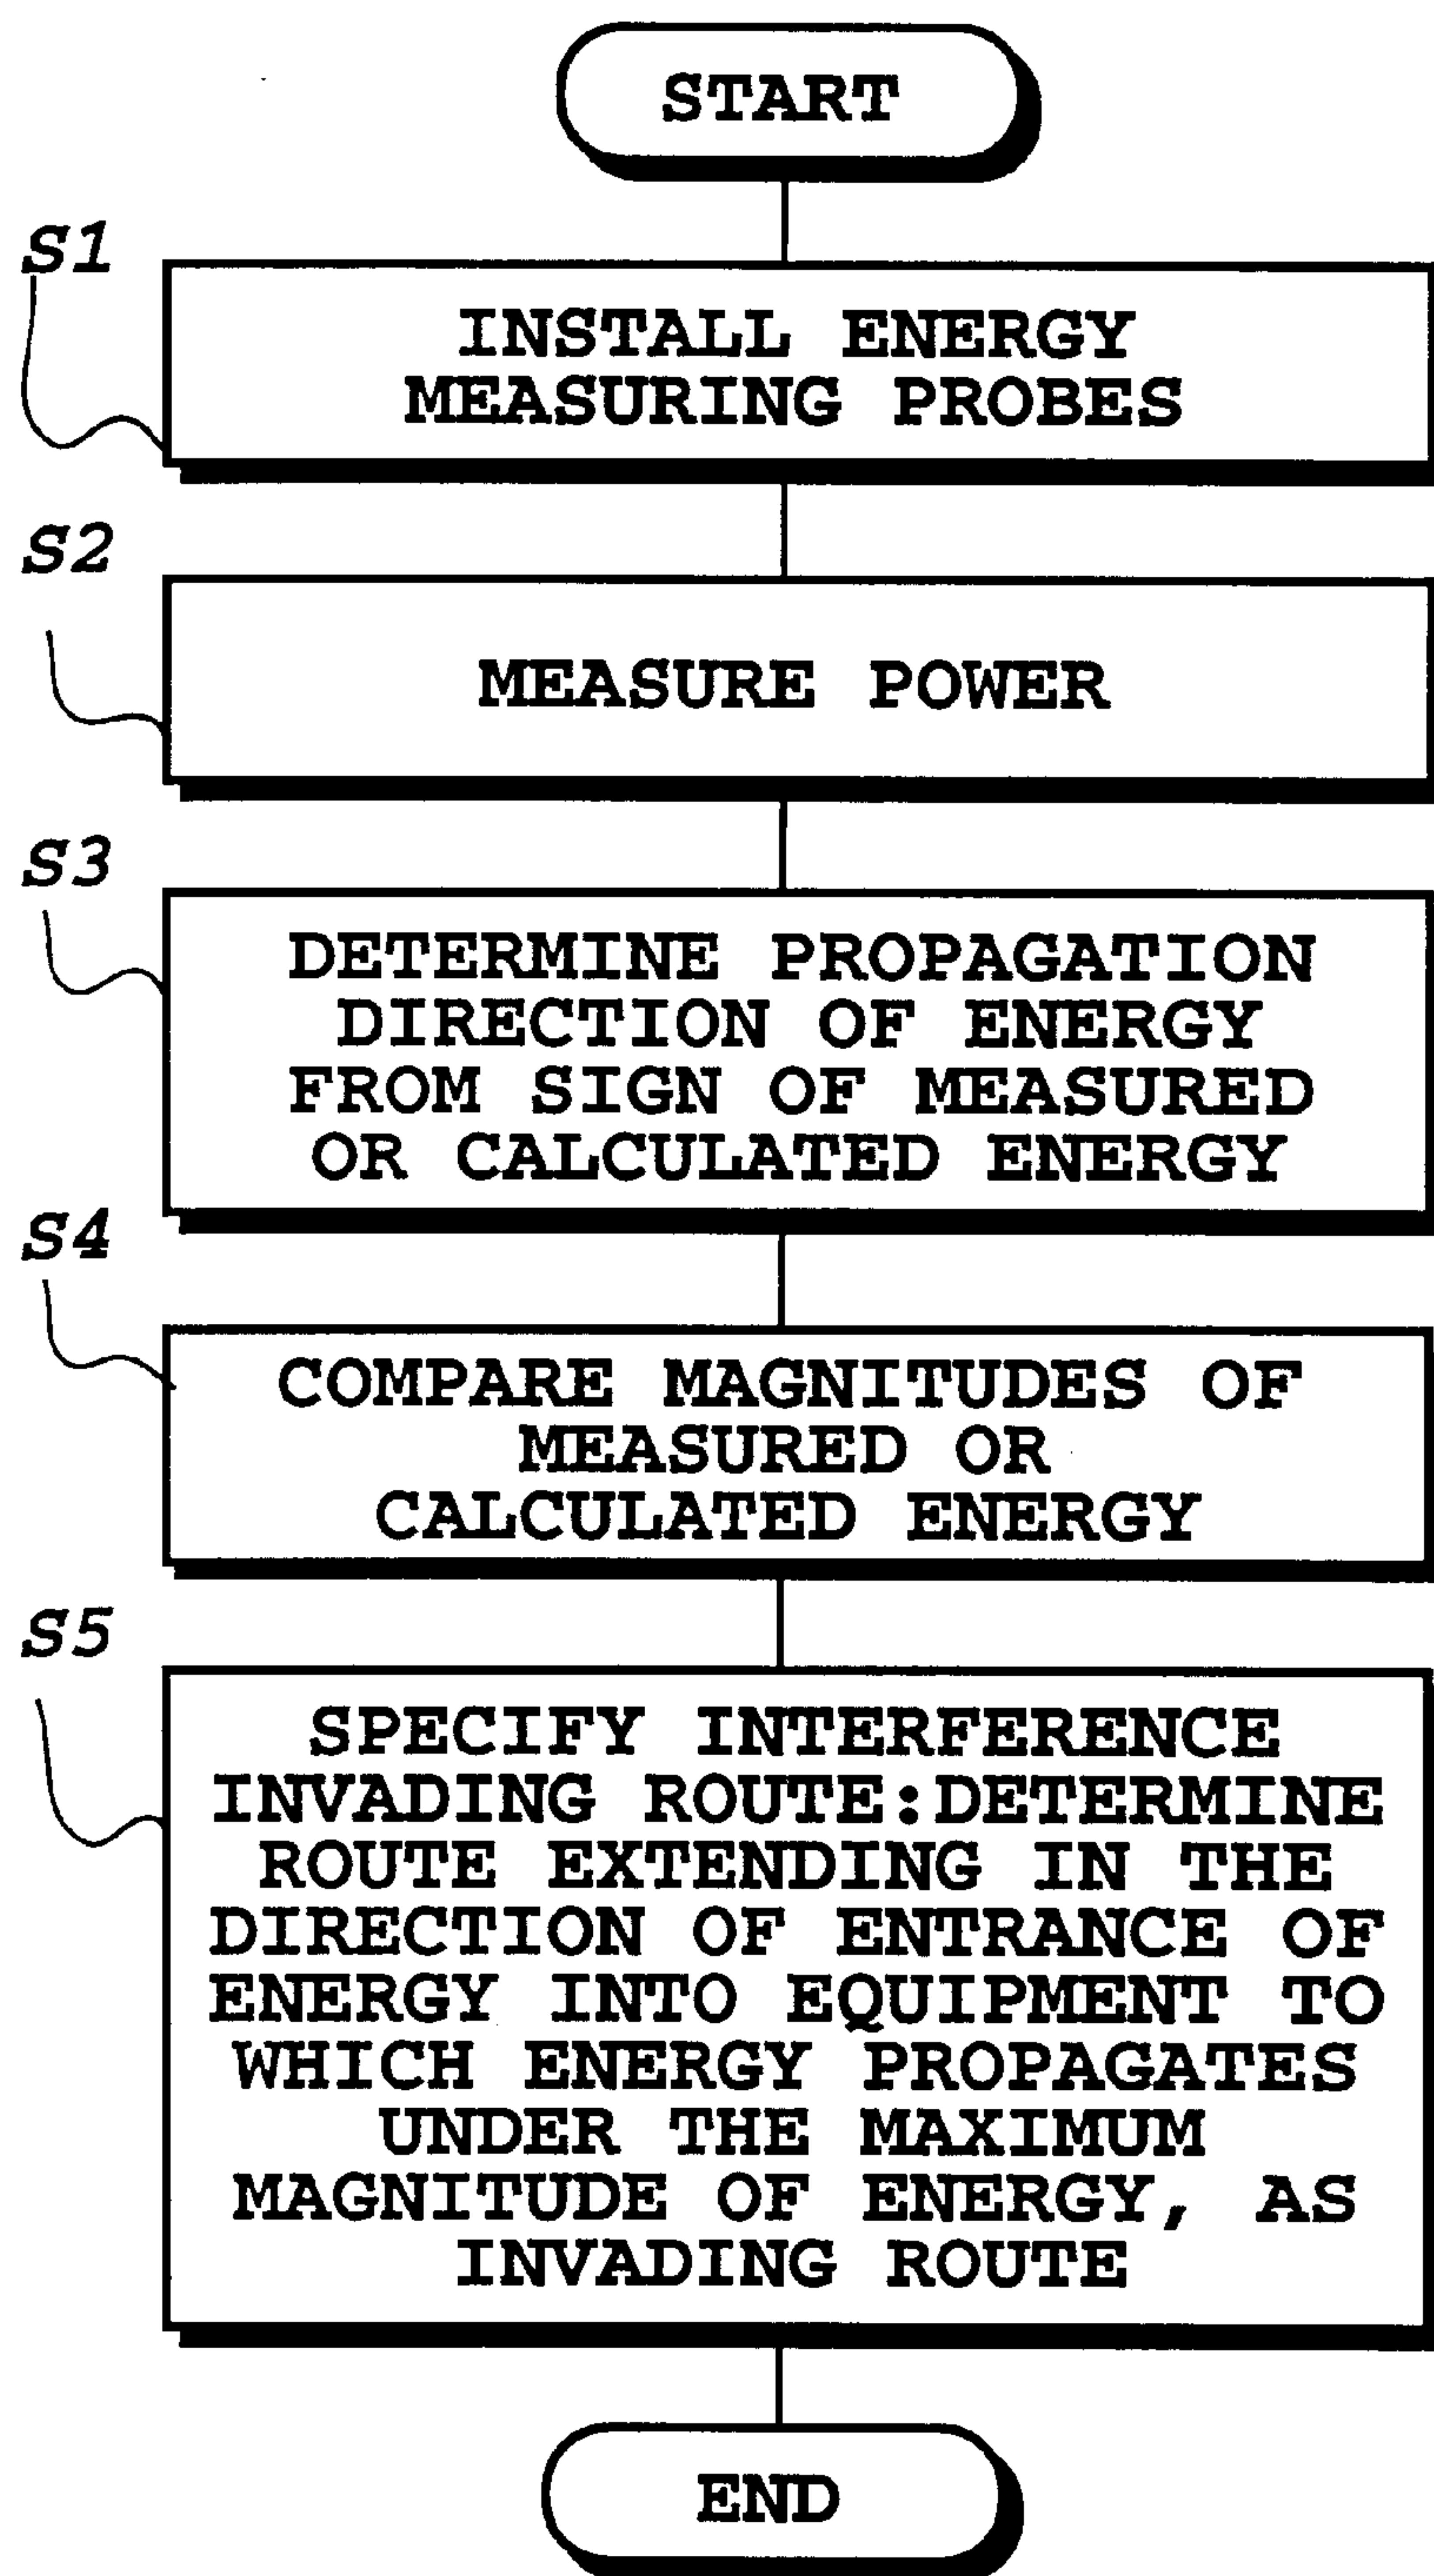 START
S1
INSTALL ENERGY
MEASURING PROBES
S2
MEASURE POWER
S3
DETERMINE PROPAGATION
DIRECTION OF ENERGY
FROM SIGN OF MEASURED
OR CALCULATED ENERGY
S4
COMPARE MAGNITUDES OF
MEASURED OR
CALCULATED ENERGY
S5
SPECIFY INTERFERENCE
INVADING ROUTE:DETERMINE
ROUTE EXTENDING IN THE
DIRECTION OF ENTRANCE OF
ENERGY INTO EQUIPMENT TO
WHICH ENERGY PROPAGATES
UNDER THE MAXIMUM
MAGNITUDE OF ENERGY, AS
INVADING ROUTE
END